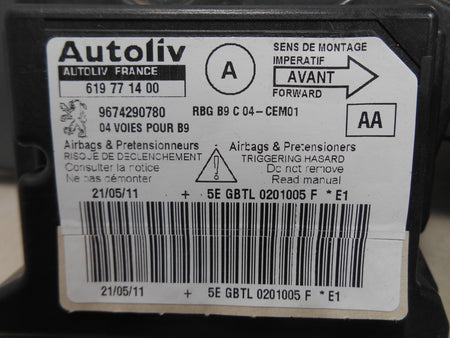 Autoliv
AUTOLIV FRANCE
619 77 14 00
A
SENS DE MONTAGE
IMPERATIF
AVANT
FORWARD
9674290780
RBG B9 C 04-CEM01
04 VOIES POUR B9
AA
Airbags & Pretensionneurs
RISQUE DE DECLENCHEMENT
Consulter la notice
Ne pas démonter
Airbags & Pretensioners
TRIGGERING HASARD
Do not remove
Read manual
21/05/11 + 5E GBTL 0201005 F *E1
21/05/11 + 5E GBTL 0201005 F *E1